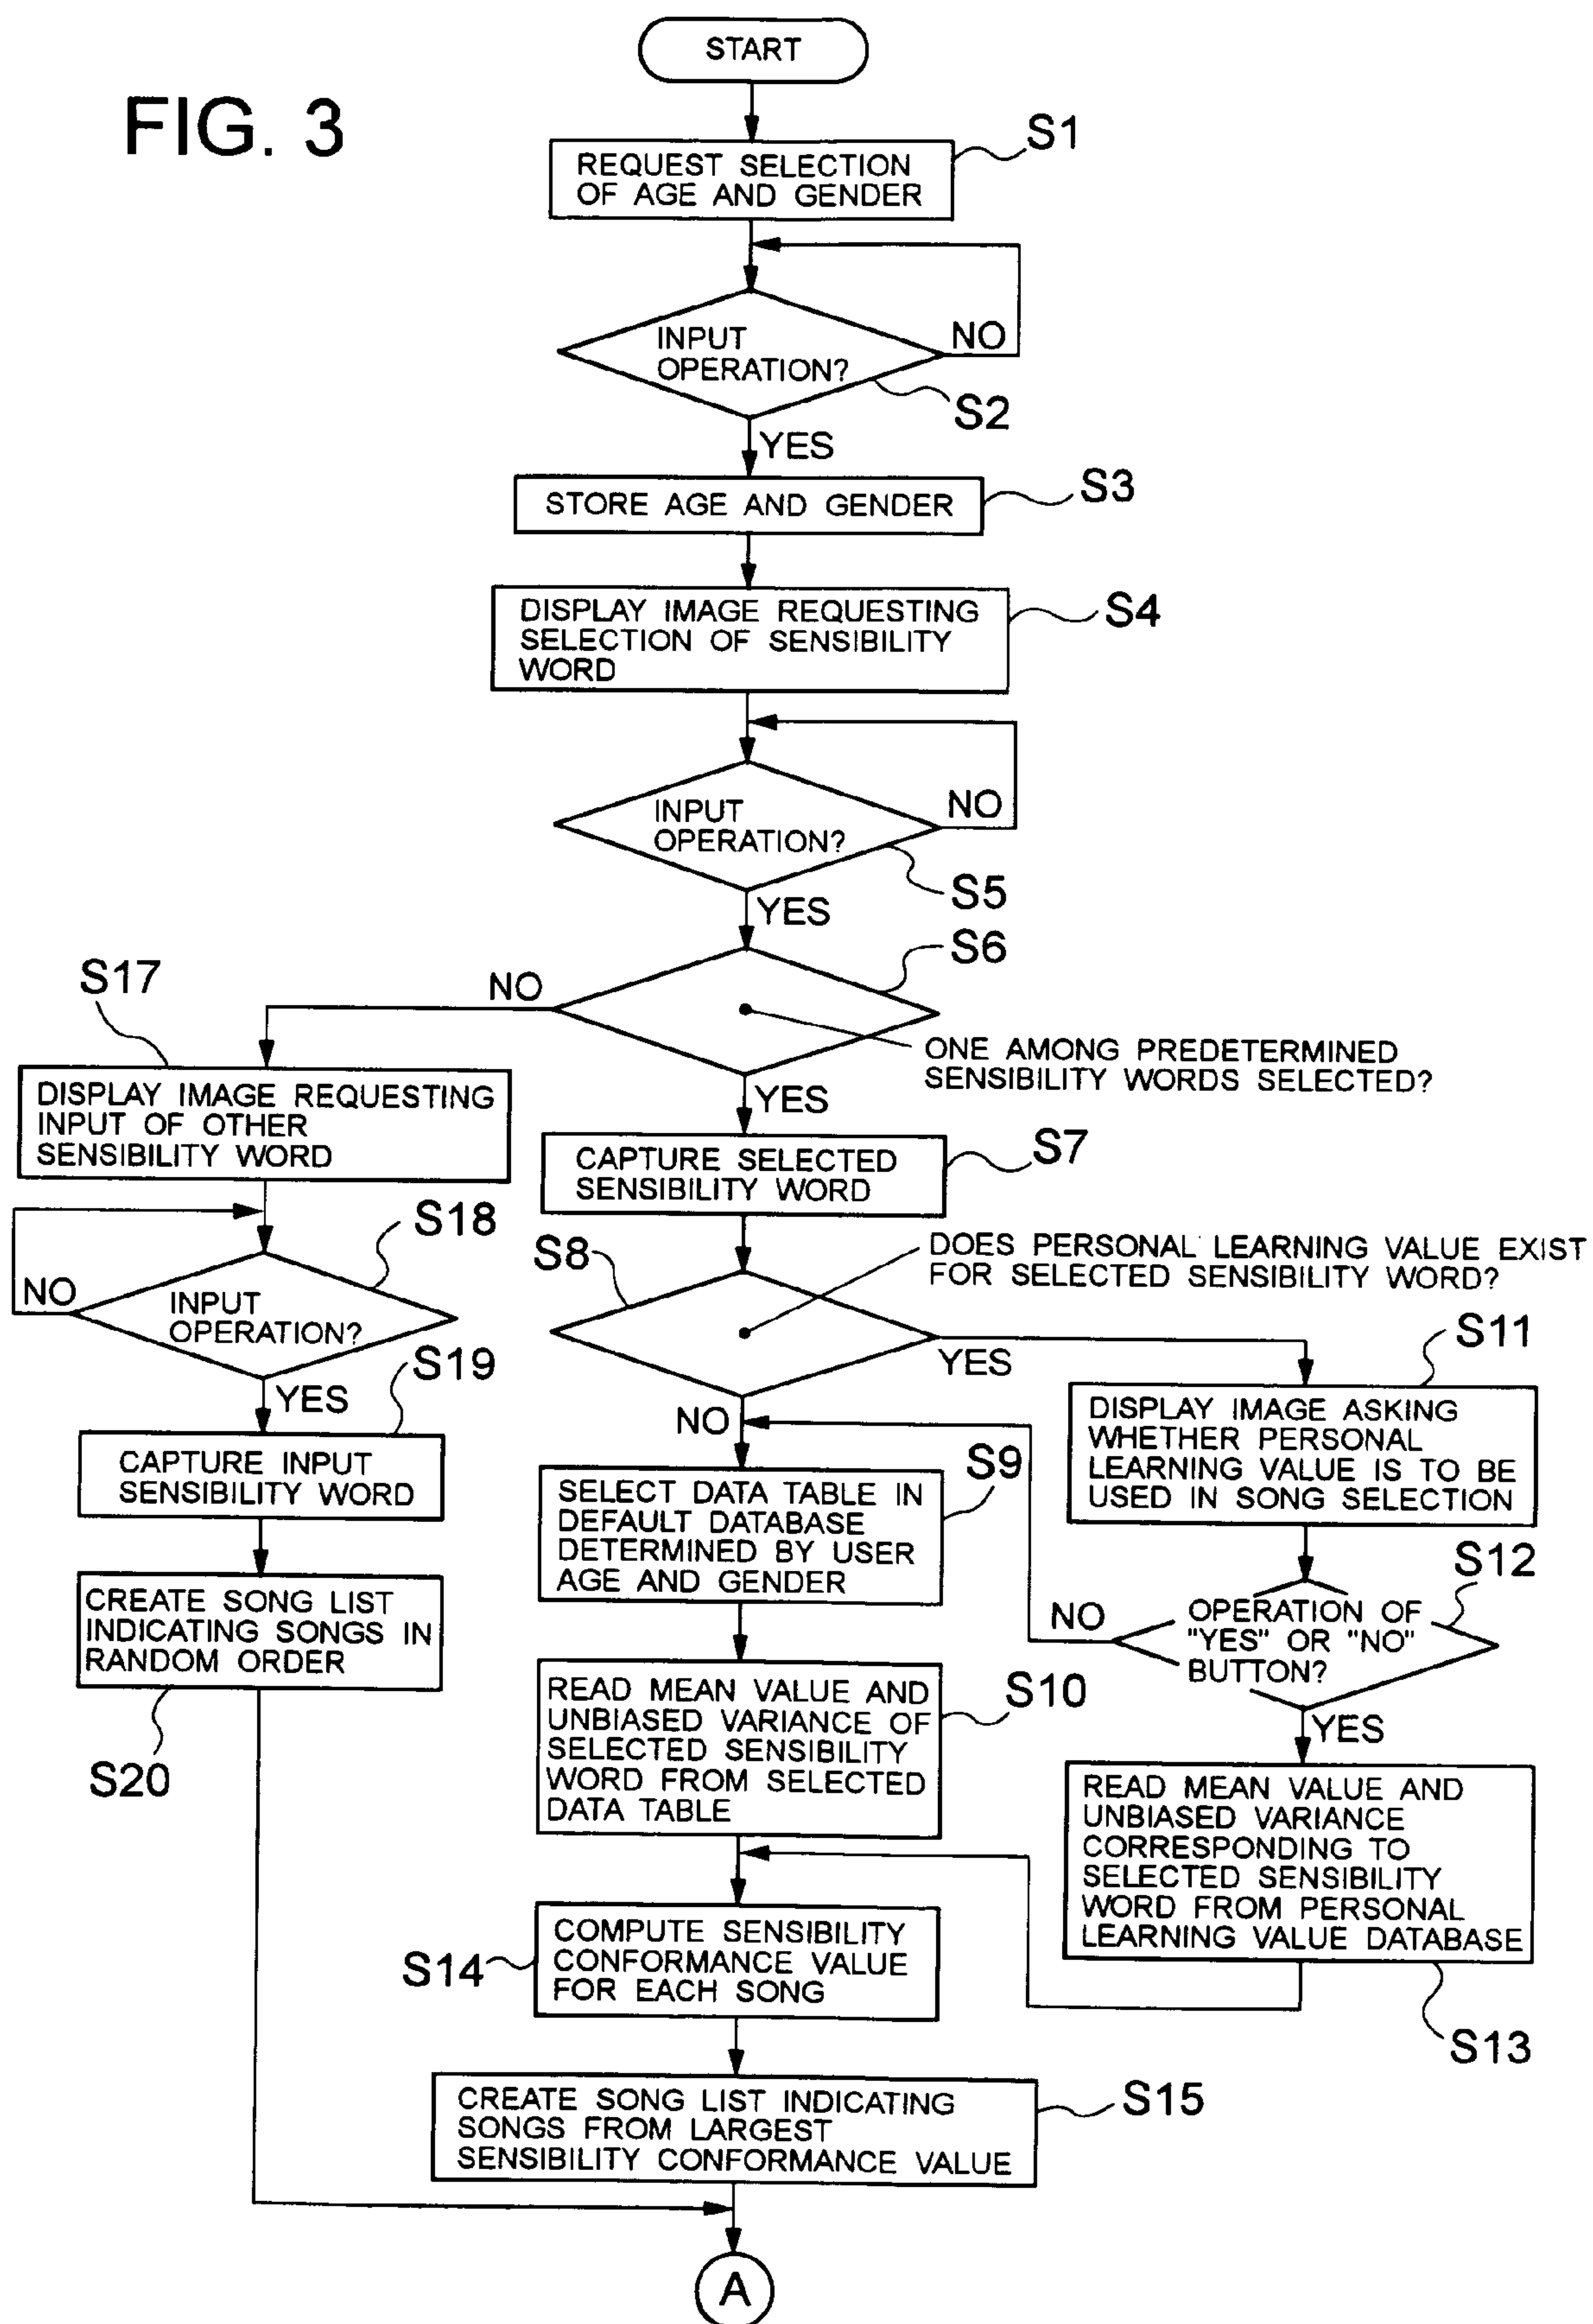 START
FIG. 3
S1
REQUEST SELECTION
OF AGE AND GENDER
INPUT
OPERATION?
NO
S2
YES
S3
STORE AGE AND GENDER
S4
DISPLAY IMAGE REQUESTING
SELECTION OF SENSIBILITY
WORD
INPUT
OPERATION?
NO
S5
YES
S6
NO
ONE AMONG PREDETERMINED
SENSIBILITY WORDS SELECTED?
YES
S17
DISPLAY IMAGE REQUESTING
INPUT OF OTHER
SENSIBILITY WORD
S18
NO
INPUT
OPERATION?
YES
S19
CAPTURE INPUT
SENSIBILITY WORD
CREATE SONG LIST
INDICATING SONGS IN
RANDOM ORDER
S20
S7
CAPTURE SELECTED
SENSIBILITY WORD
S8
DOES PERSONAL LEARNING VALUE EXIST
FOR SELECTED SENSIBILITY WORD?
YES
NO
S9
SELECT DATA TABLE IN
DEFAULT DATABASE
DETERMINED BY USER
AGE AND GENDER
S10
READ MEAN VALUE AND
UNBIASED VARIANCE OF
SELECTED SENSIBILITY
WORD FROM SELECTED
DATA TABLE
S11
DISPLAY IMAGE ASKING
WHETHER PERSONAL
LEARNING VALUE IS TO BE
USED IN SONG SELECTION
S12
NO
OPERATION OF
"YES" OR "NO"
BUTTON?
YES
READ MEAN VALUE AND
UNBIASED VARIANCE
CORRESPONDING TO
SELECTED SENSIBILITY
WORD FROM PERSONAL
LEARNING VALUE DATABASE
S13
S14
COMPUTE SENSIBILITY
CONFORMANCE VALUE
FOR EACH SONG
S15
CREATE SONG LIST INDICATING
SONGS FROM LARGEST
SENSIBILITY CONFORMANCE VALUE
A